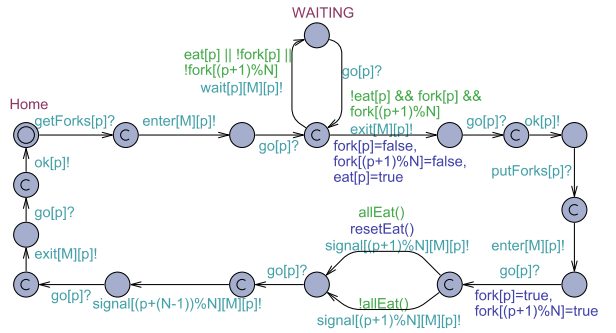 WAITING
eat[p] || !fork[p] ||
!fork[(p+1)%N]
wait[p][M][p]!
go[p]?
!eat[p] && fork[p] &&
fork[(p+1)%N]
exit[M][p]!
fork[p]=false,
fork[(p+1)%N]=false,
eat[p]=true
Home
getForks[p]?
C
enter[M][p]!
go[p]?
C
go[p]?
C
ok[p]!
putForks[p]?
C
enter[M][p]!
go[p]?
fork[p]=true,
fork[(p+1)%N]=true
C
allEat()
resetEat()
signal[(p+1)%N][M][p]!
!allEat()
signal[(p+1)%N][M][p]!
go[p]?
C
signal[(p+(N-1))%N][M][p]!
go[p]?
C
exit[M][p]!
go[p]?
C
ok[p]!